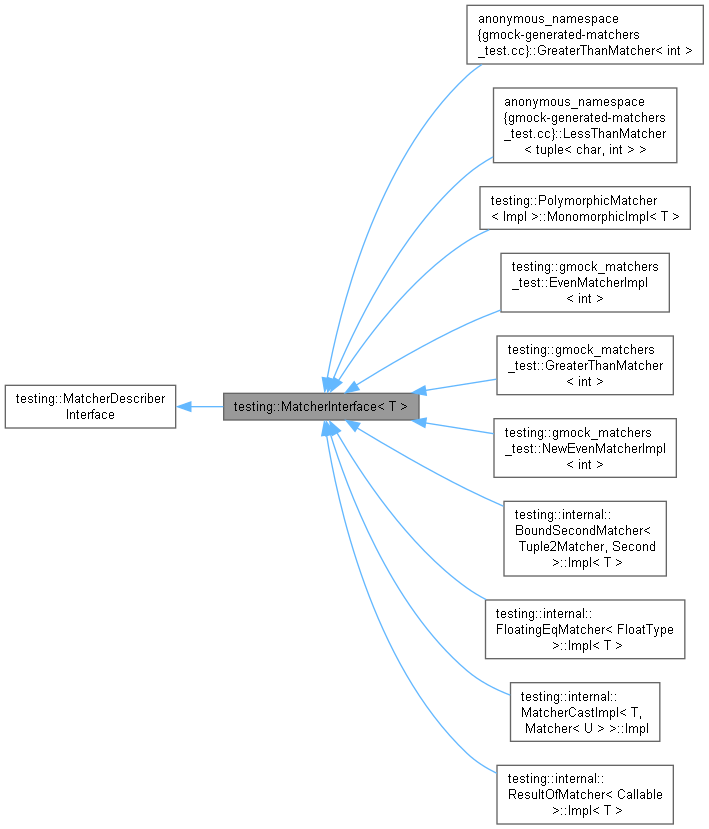 anonymous_namespace
{gmock-generated-matchers
_test.cc}::GreaterThanMatcher< int >
anonymous_namespace
{gmock-generated-matchers
_test.cc}::LessThanMatcher
< tuple< char, int > >
testing::PolymorphicMatcher
< Impl >::MonomorphicImpl< T >
testing::gmock_matchers
_test::EvenMatcherImpl
< int >
testing::gmock_matchers
_test::GreaterThanMatcher
< int >
testing::MatcherDescriber
Interface
testing::MatcherInterface< T >
testing::gmock_matchers
_test::NewEvenMatcherImpl
< int >
testing::internal::
BoundSecondMatcher<
Tuple2Matcher, Second
>::Impl< T >
testing::internal::
FloatingEqMatcher< FloatType
>::Impl< T >
testing::internal::
MatcherCastImpl< T,
Matcher< U > >::Impl
testing::internal::
ResultOfMatcher< Callable
>::Impl< T >